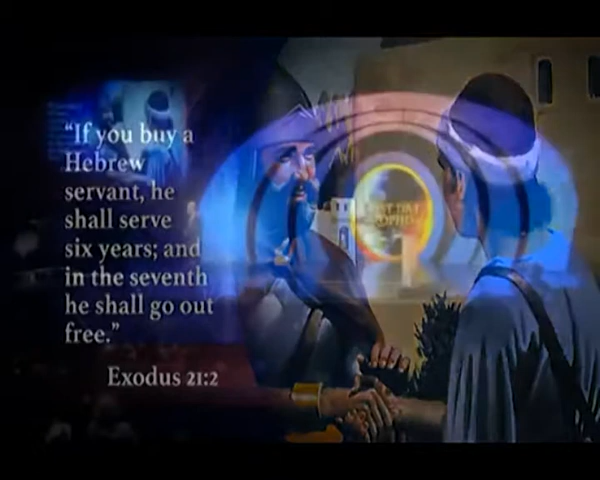 “If you buy a
Hebrew
servant, he
shall serve
six years; and
in the seventh
he shall go out
free.”
Exodus 21:2